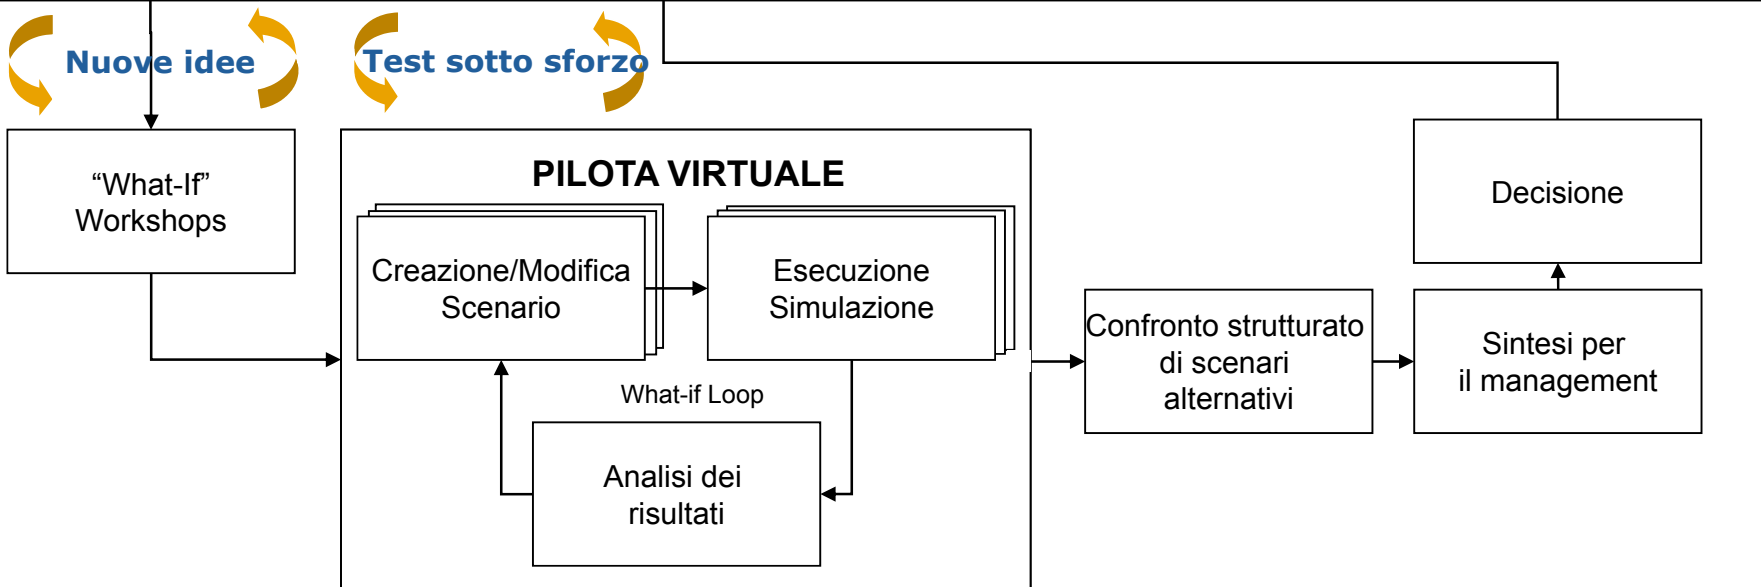 Nuove idee
Test sotto sforzo
“What-If”
Workshops
PILOTA VIRTUALE
Creazione/Modifica
Scenario
Esecuzione
Simulazione
What-if Loop
Analisi dei
risultati
Confronto strutturato
di scenari
alternativi
Sintesi per
il management
Decisione